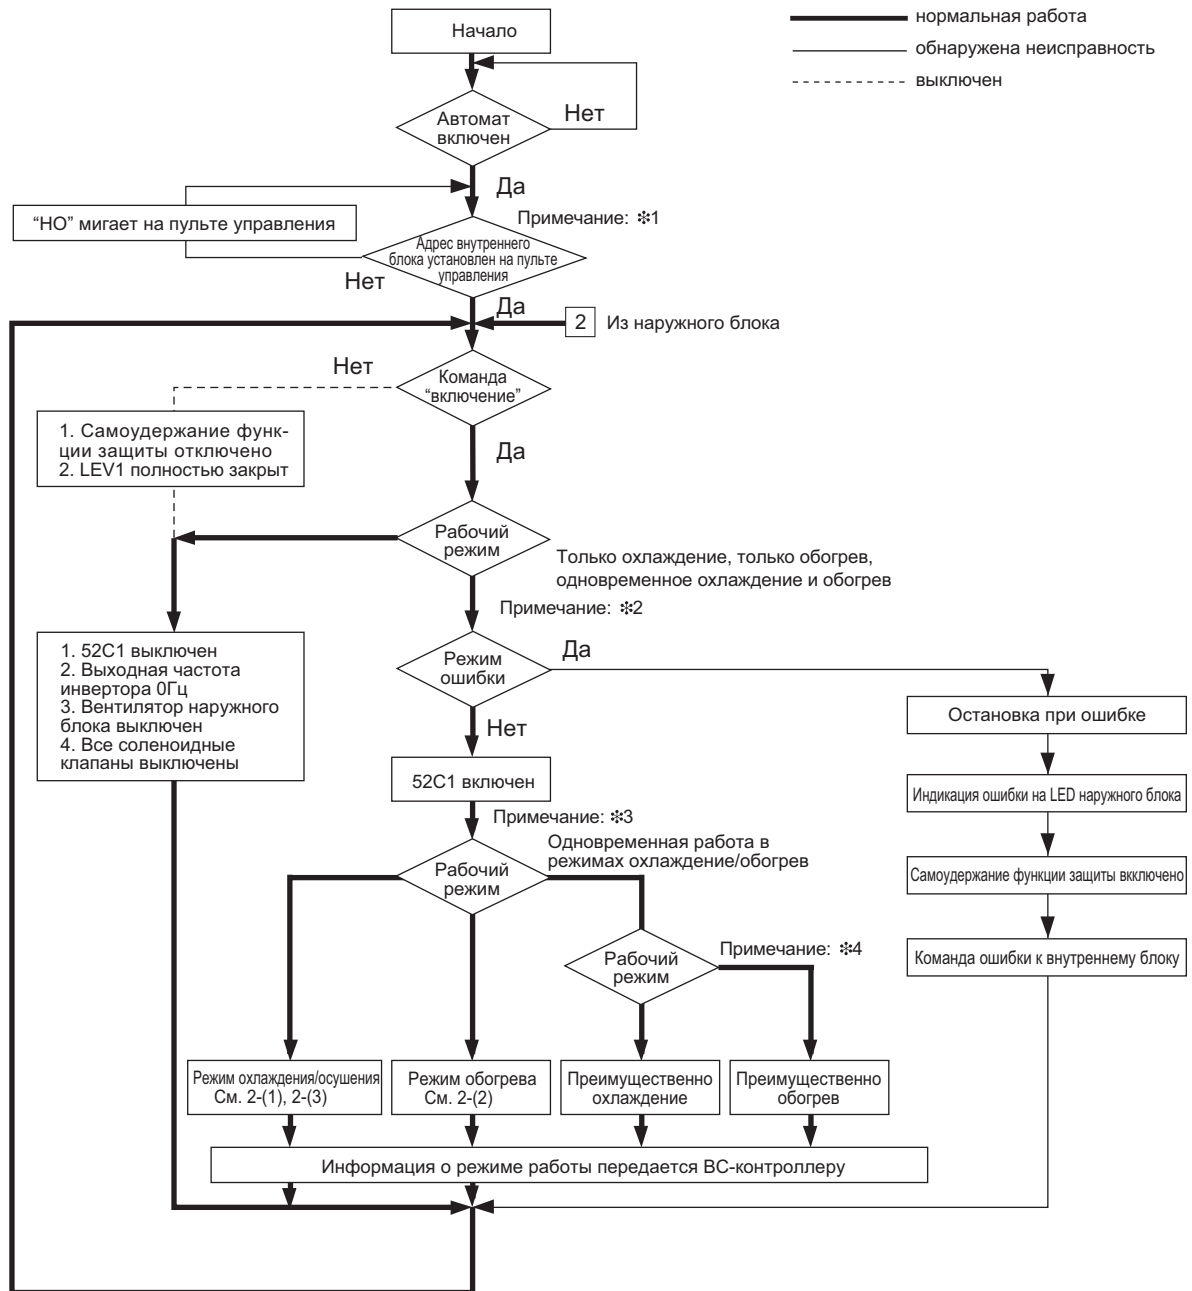 Начало
нормальная работа
обнаружена неисправность
выключен
Автомат
включен
Нет
Да
“HO” мигает на пульте управления
Примечание: ✻1
Адрес внутреннего
блока установлен на пульте
управления
Нет
Да
2 Из наружного блока
Нет
Команда
“включение”
1. Самоудержание функ-
ции защиты отключено
2. LEV1 полностью закрыт
Да
Рабочий
режим
Только охлаждение, только обогрев,
одновременное охлаждение и обогрев
Примечание: ✻2
1. 52C1 выключен
2. Выходная частота
инвертора 0Гц
3. Вентилятор наружного
блока выключен
4. Все соленоидные
клапаны выключены
Режим
ошибки
Да
Нет
Остановка при ошибке
52C1 включен
Индикация ошибки на LED наружного блока
Примечание: ✻3
Одновременная работа в
режимах охлаждение/обогрев
Рабочий
режим
Самоудержание функции защиты вкключено
Примечание: ✻4
Рабочий
режим
Команда ошибки к внутреннему блоку
Режим охлаждения/осушения
См. 2-(1), 2-(3)
Режим обогрева
См. 2-(2)
Преимущественно
охлаждение
Преимущественно
обогрев
Информация о режиме работы передается BC-контроллеру